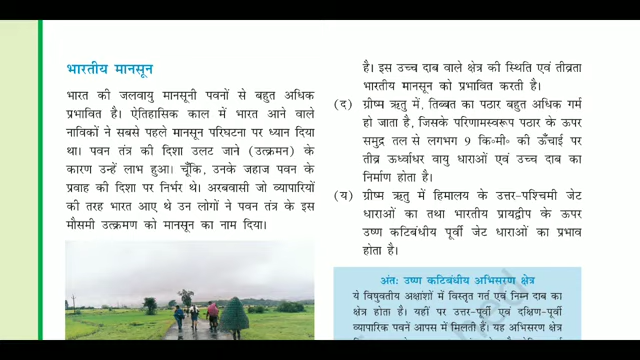 भारतीय मानसून
भारत की जलवायु मानसूनी पवनों से बहुत अधिक
प्रभावित है। ऐतिहासिक काल में भारत आने वाले
नाविकों ने सबसे पहले मानसून परिघटना पर ध्यान दिया
था। पवन तंत्र की दिशा उलट जाने (उत्क्रमण) के
कारण उन्हें लाभ हुआ। चूँकि, उनके जहाज पवन के
प्रवाह की दिशा पर निर्भर थे। अरबवासी जो व्यापारियों
की तरह भारत आए थे उन लोगों ने पवन तंत्र के इस
मौसमी उत्क्रमण को मानसून का नाम दिया।
है। इस उच्च दाब वाले क्षेत्र की स्थिति एवं तीव्रता
भारतीय मानसून को प्रभावित करती है।
(द) ग्रीष्म ऋतु में, तिब्बत का पठार बहुत अधिक गर्म
हो जाता है, जिसके परिणामस्वरूप पठार के ऊपर
समुद्र तल से लगभग 9 कि॰मी॰ की ऊँचाई पर
तीव्र ऊर्ध्वाधर वायु धाराओं एवं उच्च दाब का
निर्माण होता है।
(य) ग्रीष्म ऋतु में हिमालय के उत्तर-पश्चिमी जेट
धाराओं का तथा भारतीय प्रायद्वीप के ऊपर
उष्ण कटिबंधीय पूर्वी जेट धाराओं का प्रभाव
होता है।
अंतः उष्ण कटिबंधीय अभिसरण क्षेत्र
ये विषुवतीय अक्षांशों में विस्तृत गर्त एवं निम्न दाब का
क्षेत्र होता है। यहीं पर उत्तर-पूर्वी एवं दक्षिण-पूर्वी
व्यापारिक पवनें आपस में मिलती हैं। यह अभिसरण क्षेत्र